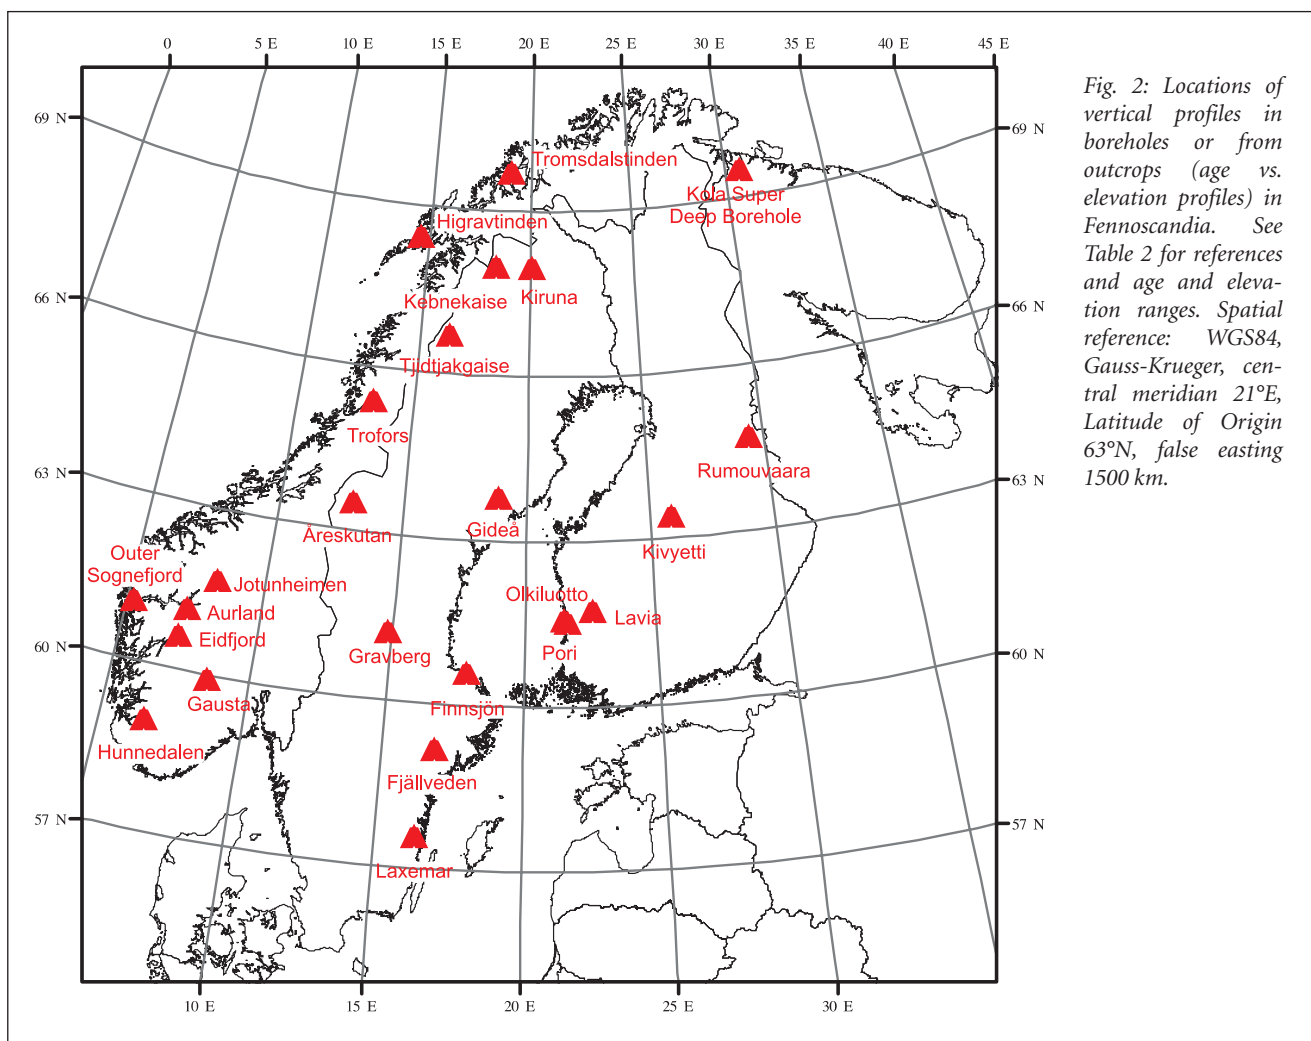 0 5 E 10 E 15 E 20 E 25 E 30 E 35 E 40 E 45 E
69 N
69 N
Tromsdalstinden
Kola Super
Deep Borehole
Higravtinden
Kebnekaise
Kiruna
66 N
66 N
Tjidtjakgaise
Trofors
63 N
63 N
Rumouvaara
Åreskutan
Gideå
Kivyetti
Outer
Sognefjord
Jotunheimen
Aurland
Eidfjord
Olkiluotto
Lavia
Pori
Gravberg
60 N
60 N
Gausta
Finnsjön
Hunnedalen
Fjällveden
57 N
57 N
Laxemar
10 E 15 E 20 E 25 E 30 E
Fig. 2: Locations of
vertical profiles in
boreholes or from
outcrops (age vs.
elevation profiles) in
Fennoscandia. See
Table 2 for references
and age and eleva-
tion ranges. Spatial
reference: WGS84,
Gauss-Krueger, cen-
tral meridian 21°E,
Latitude of Origin
63°N, false easting
1500 km.